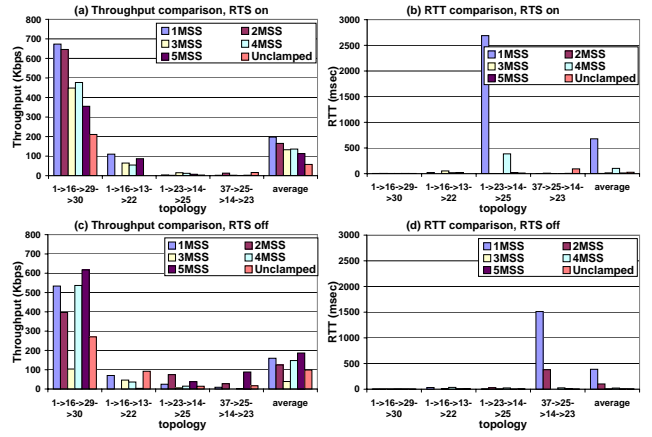 (a) Throughput comparison, RTS on
Throughput (Kbps)
800
700
600
500
400
300
200
100
0
1MSS 2MSS
3MSS 4MSS
5MSS Unclamped
1->16->29->30 1->16->13->22 1->23->14->25 37->25->14->23 average
topology
(b) RTT comparison, RTS on
RTT (msec)
3000
2500
2000
1500
1000
500
0
1MSS 2MSS
3MSS 4MSS
5MSS Unclamped
1->16->29->30 1->16->13->22 1->23->14->25 37->25->14->23 average
topology
(c) Throughput comparison, RTS off
Throughput (Kbps)
800
700
600
500
400
300
200
100
0
1MSS 2MSS
3MSS 4MSS
5MSS Unclamped
1->16->29->30 1->16->13->22 1->23->14->25 37->25->14->23 average
topology
(d) RTT comparison, RTS off
RTT (msec)
3000
2500
2000
1500
1000
500
0
1MSS 2MSS
3MSS 4MSS
5MSS Unclamped
1->16->29->30 1->16->13->22 1->23->14->25 37->25->14->23 average
topology